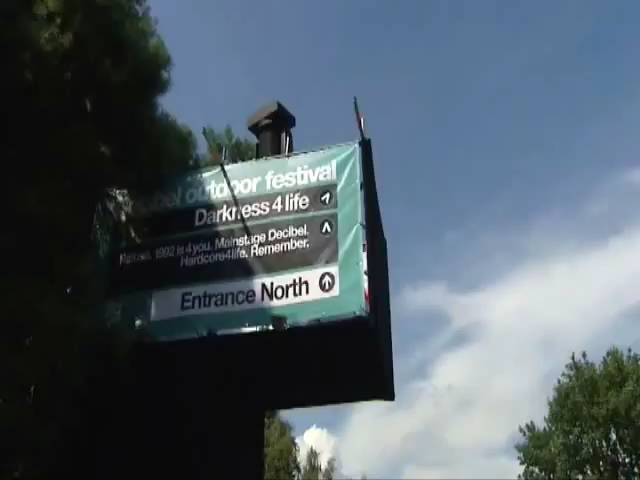 outdoor festival
Darkness 4 life
1992 is 4 you. Mainstage Decibel.
Hardcore4life. Remember.
Entrance North